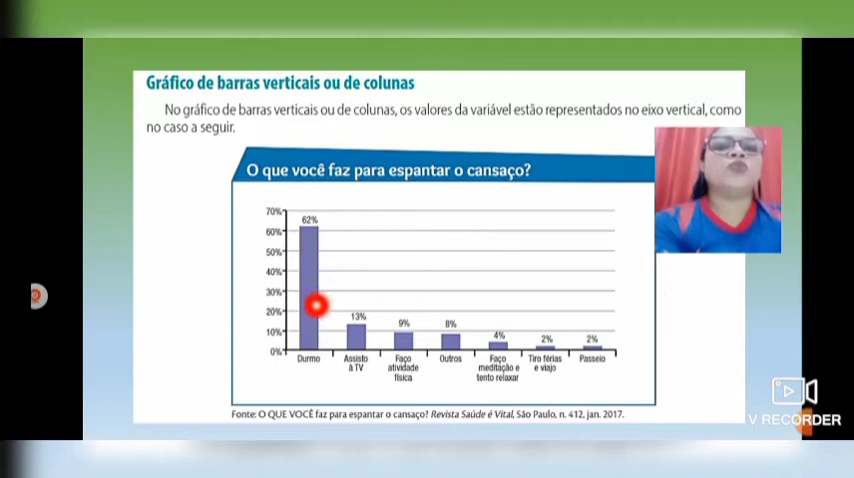 Gráfico de barras verticais ou de colunas
No gráfico de barras verticais ou de colunas, os valores da variável estão representados no eixo vertical, como
no caso a seguir.
O que você faz para espantar o cansaço?
70%
60%
50%
40%
30%
20%
10%
0%
62%
13%
9%
8%
4%
2%
2%
Durmo
Assisto
à TV
Faço
atividade
física
Outros
Faço
meditação e
tento relaxar
Tiro férias
e viajo
Passeio
Fonte: O QUE VOCÊ faz para espantar o cansaço? Revista Saúde é Vital, São Paulo, n. 412, jan. 2017.
V RECORDER